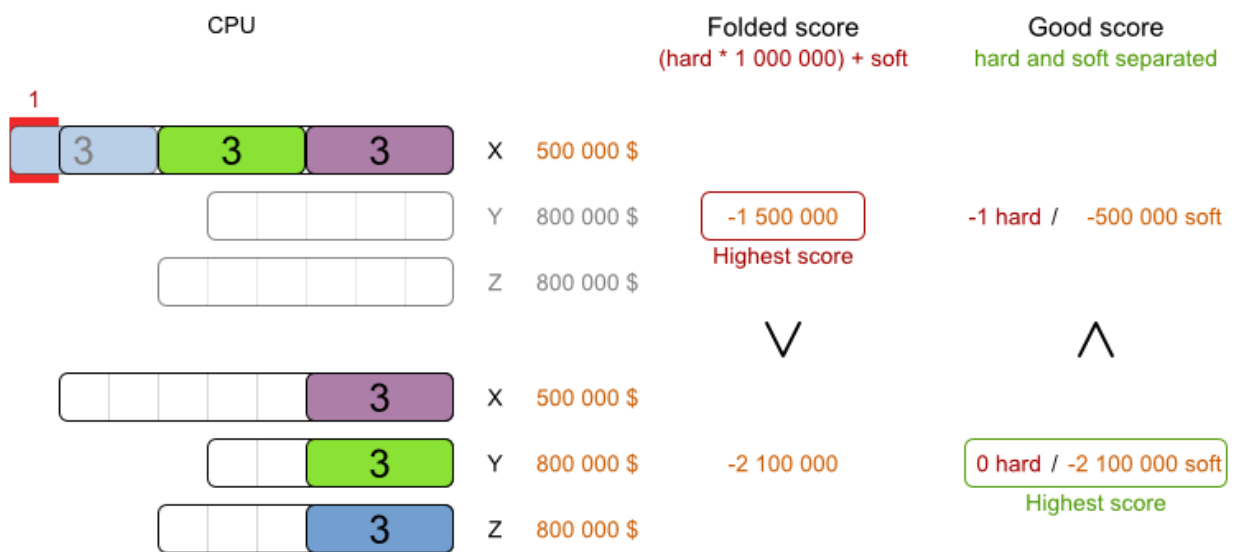 CPU
Folded score
Good score
(hard * 1 000 000) + soft
hard and soft separated
1
3 3 3 X 500 000 $
Y 800 000 $ -1 500 000 -1 hard / -500 000 soft
Highest score
Z 800 000 $
3 X 500 000 $
3 Y 800 000 $ -2 100 000 0 hard / -2 100 000 soft
Highest score
3 Z 800 000 $